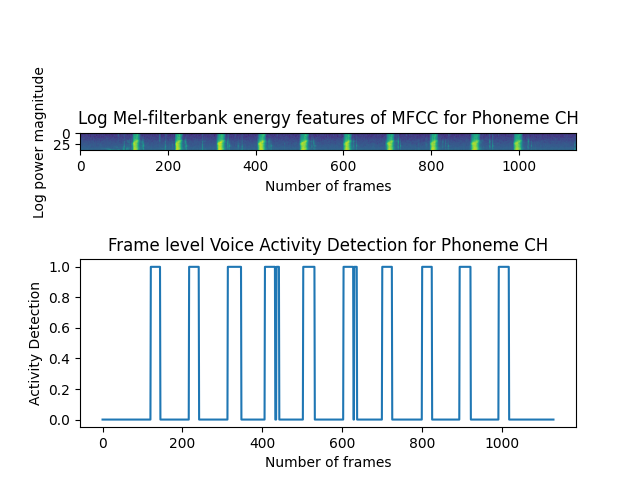 Log Mel-filterbank energy features of MFCC for Phoneme CH
Log power magnitude
0
25
0 200 400 600 800 1000
Number of frames
Frame level Voice Activity Detection for Phoneme CH
Activity Detection
1.0
0.8
0.6
0.4
0.2
0.0
0 200 400 600 800 1000
Number of frames